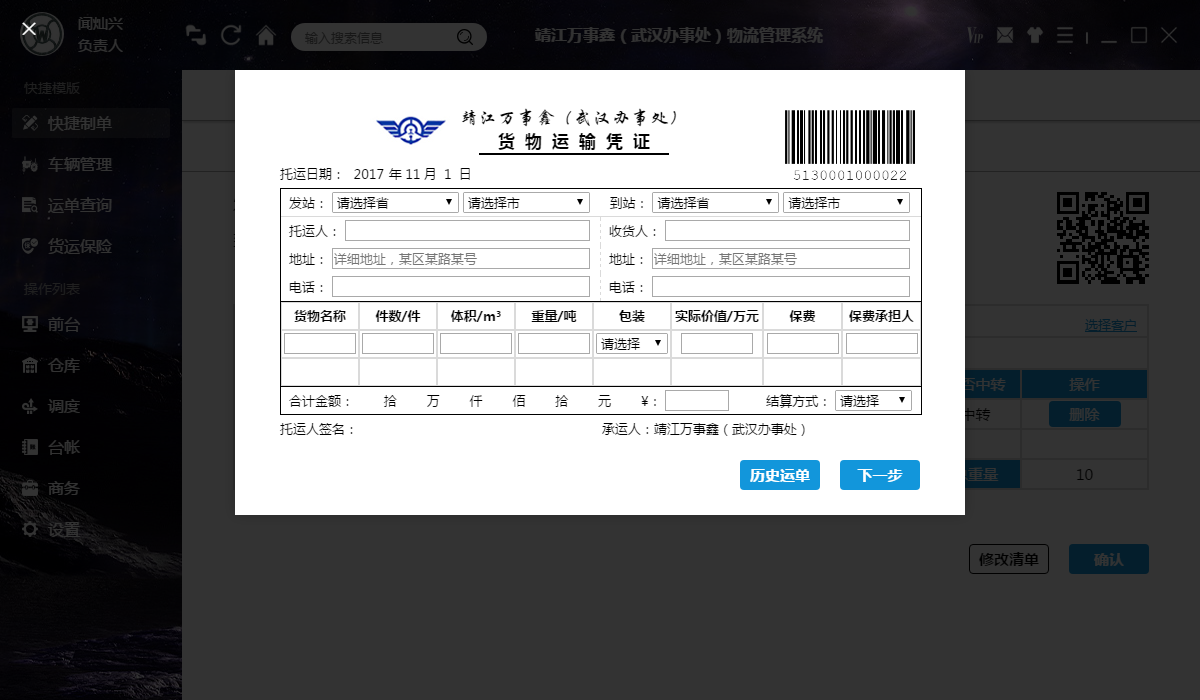 闻灿兴
负责人
输入搜索信息
靖江万事鑫（武汉办事处）物流管理系统
VIP
快捷模版
快捷制单
车辆管理
运单查询
货运保险
操作列表
前台
仓库
调度
台帐
商务
设置
靖江万事鑫（武汉办事处）
货物运输凭证
托运日期： 2017 年 11 月 1 日
5130001000022
发站： 请选择省 请选择市 到站： 请选择省 请选择市
托运人： 收货人：
地址： 详细地址，某区某路某号 地址： 详细地址，某区某路某号
电话： 电话：
货物名称 件数/件 体积/m³ 重量/吨 包装 实际价值/万元 保费 保费承担人
请选择
合计金额： 拾 万 仟 佰 拾 元 ¥： 结算方式： 请选择
托运人签名： 承运人：靖江万事鑫（武汉办事处）
历史运单 下一步
选择客户
否中转 操作
中转 删除
重量 10
修改清单 确认